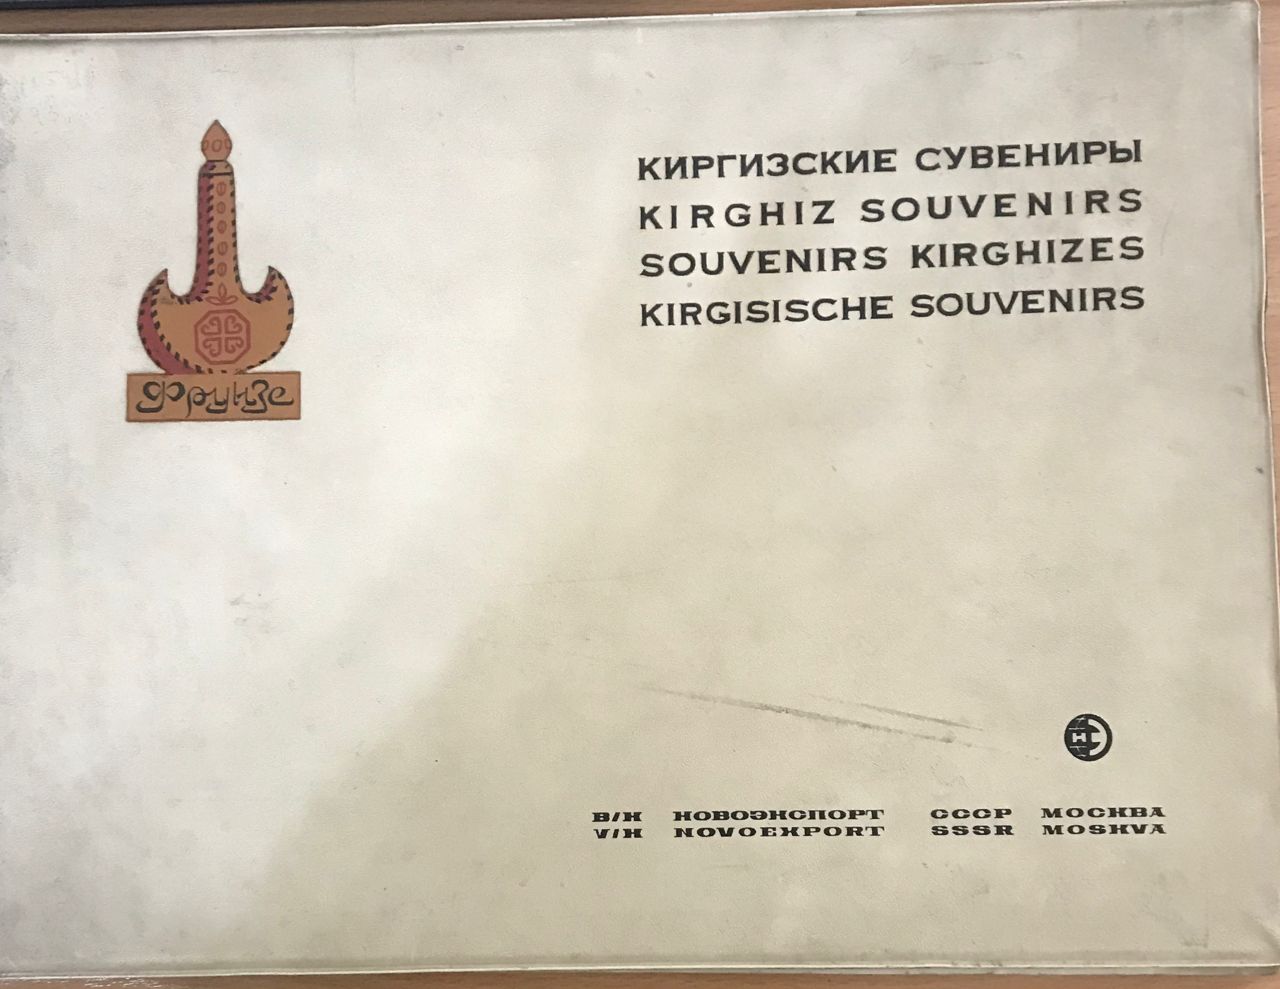 Фрунзе
КИРГИЗСКИЕ СУВЕНИРЫ
KIRGHIZ SOUVENIRS
SOUVENIRS KIRGHIZES
KIRGISISCHE SOUVENIRS
В/К НОВОЭКСПОРТ СССР МОСКВА
V/K NOVOEXPORT SSSR MOSKVA